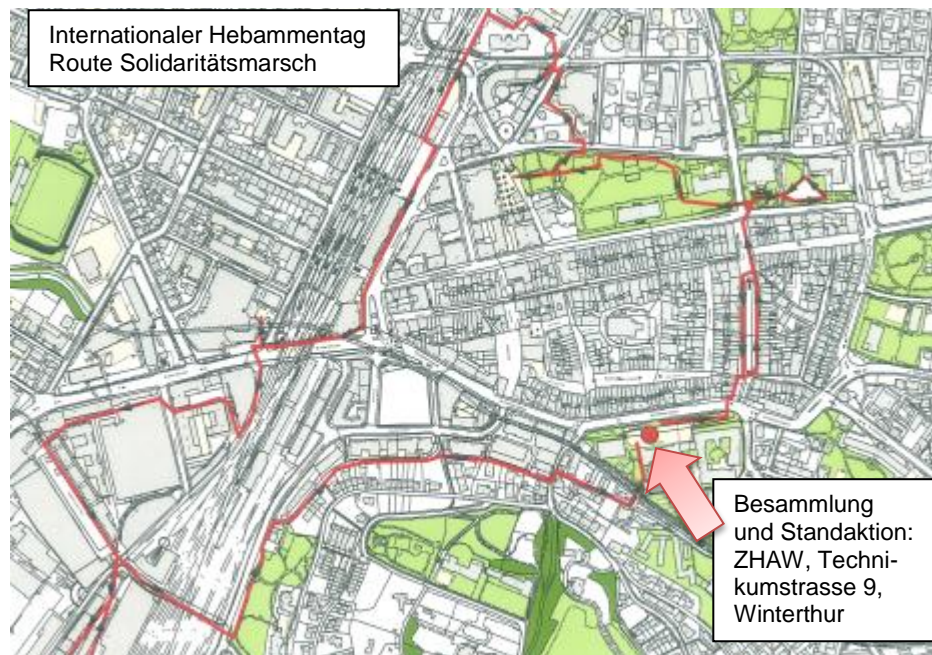 Internationaler Hebammentag
Route Solidaritätsmarsch
Besammlung
und Standaktion:
ZHAW, Techni-
kumstrasse 9,
Winterthur